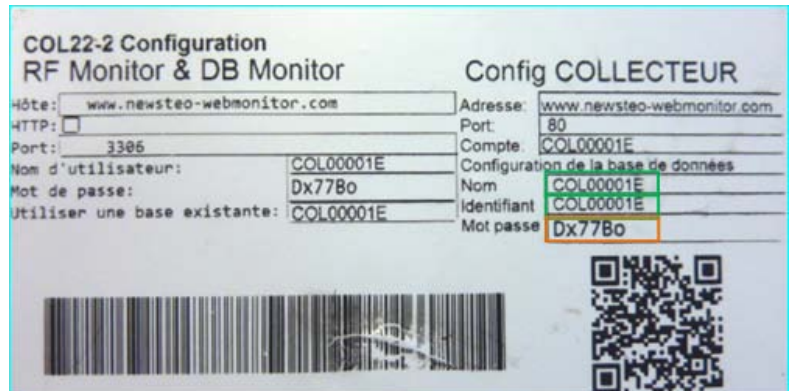 COL22-2 Configuration
RF Monitor & DB Monitor
Hôte: www.newsteo-webmonitor.com
HTTP:
Port: 3306
Nom d'utilisateur: COL00001E
Mot de passe: Dx77Bo
Utiliser une base existante: COL00001E
Config COLLECTEUR
Adresse: www.newsteo-webmonitor.com
Port: 80
Compte: COL00001E
Configuration de la base de données
Nom COL00001E
Identifiant COL00001E
Mot passe Dx77Bo